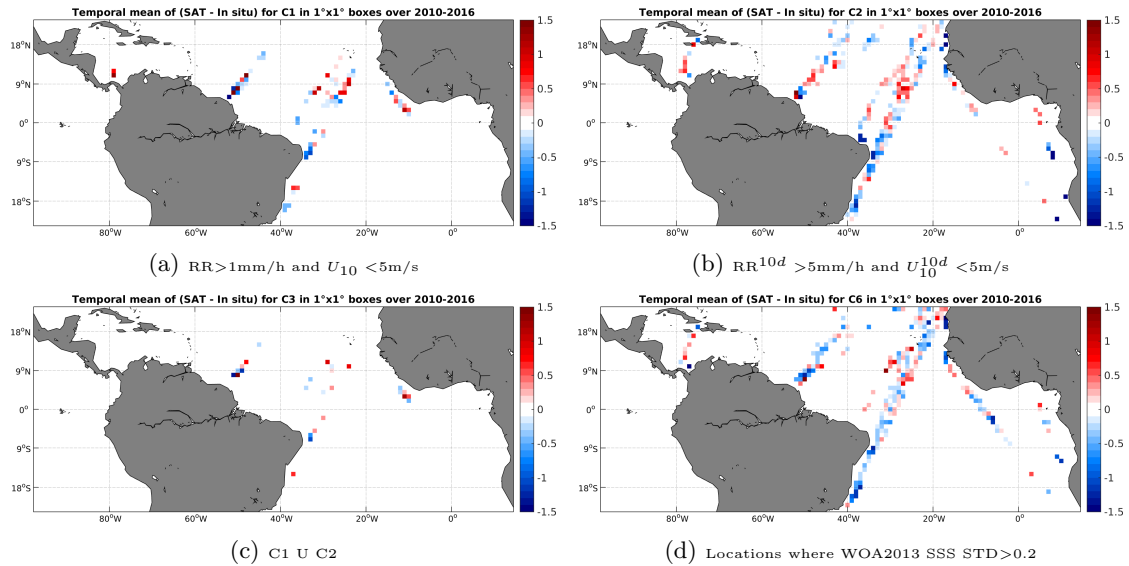 Temporal mean of (SAT - In situ) for C1 in 1°x1° boxes over 2010-2016
18°N
9°N
0°
9°S
18°S
80°W 60°W 40°W 20°W 0°
1.5
1
0.5
0
-0.5
-1
-1.5
(a) RR>1mm/h and U10 <5m/s
Temporal mean of (SAT - In situ) for C2 in 1°x1° boxes over 2010-2016
18°N
9°N
0°
9°S
18°S
80°W 60°W 40°W 20°W 0°
1.5
1
0.5
0
-0.5
-1
-1.5
(b) RR^10d >5mm/h and U10^10d <5m/s
Temporal mean of (SAT - In situ) for C3 in 1°x1° boxes over 2010-2016
18°N
9°N
0°
9°S
18°S
80°W 60°W 40°W 20°W 0°
1.5
1
0.5
0
-0.5
-1
-1.5
(c) C1 U C2
Temporal mean of (SAT - In situ) for C6 in 1°x1° boxes over 2010-2016
18°N
9°N
0°
9°S
18°S
80°W 60°W 40°W 20°W 0°
1.5
1
0.5
0
-0.5
-1
-1.5
(d) Locations where WOA2013 SSS STD>0.2